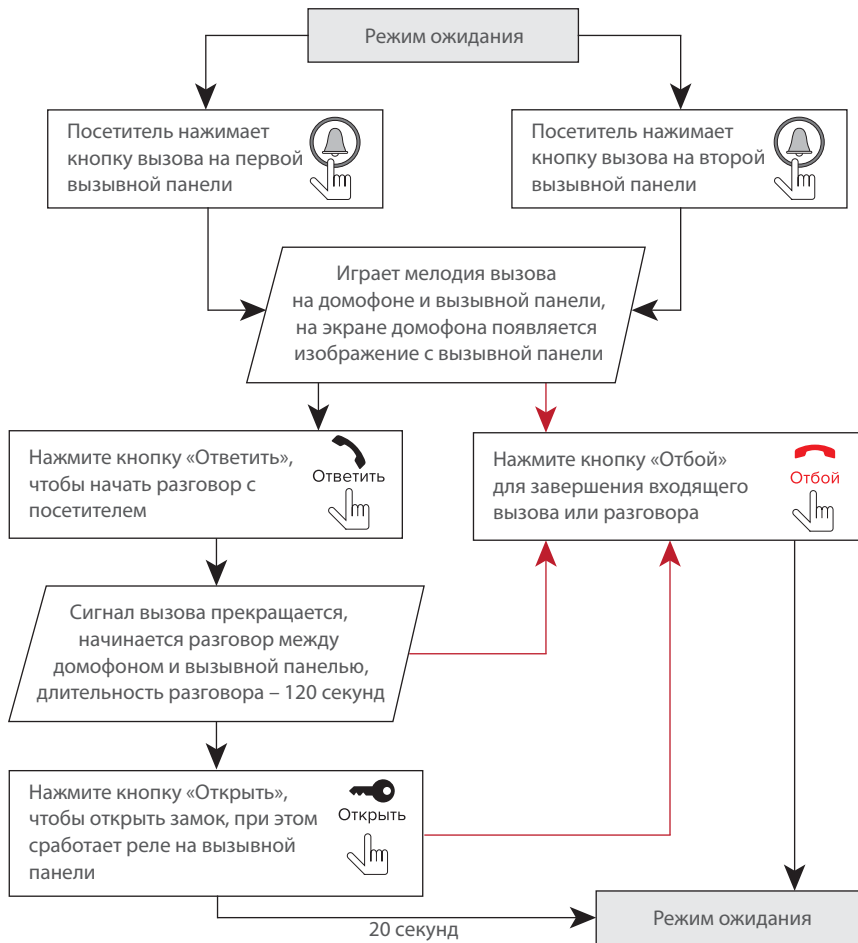 Режим ожидания
Посетитель нажимает
кнопку вызова на первой
вызывной панели
Посетитель нажимает
кнопку вызова на второй
вызывной панели
Играет мелодия вызова
на домофоне и вызывной панели,
на экране домофона появляется
изображение с вызывной панели
Нажмите кнопку «Ответить»,
чтобы начать разговор с
посетителем
Ответить
Нажмите кнопку «Отбой»
для завершения входящего
вызова или разговора
Отбой
Сигнал вызова прекращается,
начинается разговор между
домофоном и вызывной панелью,
длительность разговора – 120 секунд
Нажмите кнопку «Открыть»,
чтобы открыть замок, при этом
сработает реле на вызывной
панели
Открыть
20 секунд
Режим ожидания